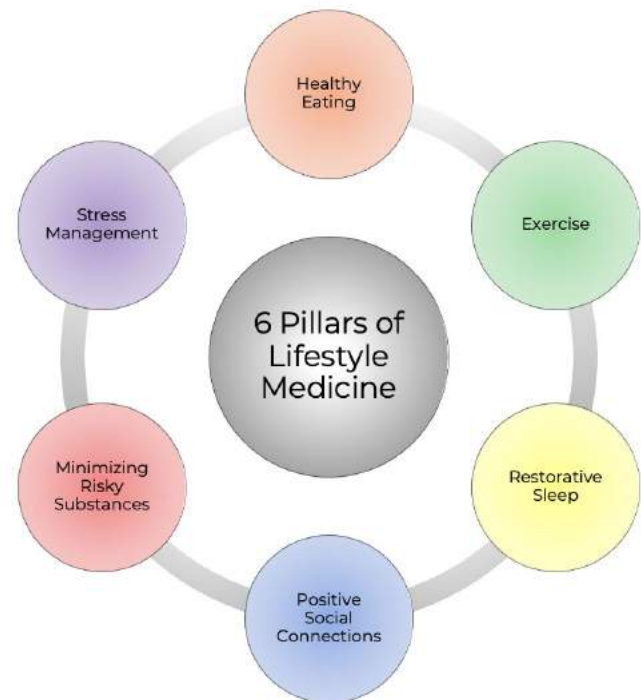 Healthy
Eating
Stress
Management
Exercise
6 Pillars of
Lifestyle
Medicine
Minimizing
Risky
Substances
Restorative
Sleep
Positive
Social
Connections